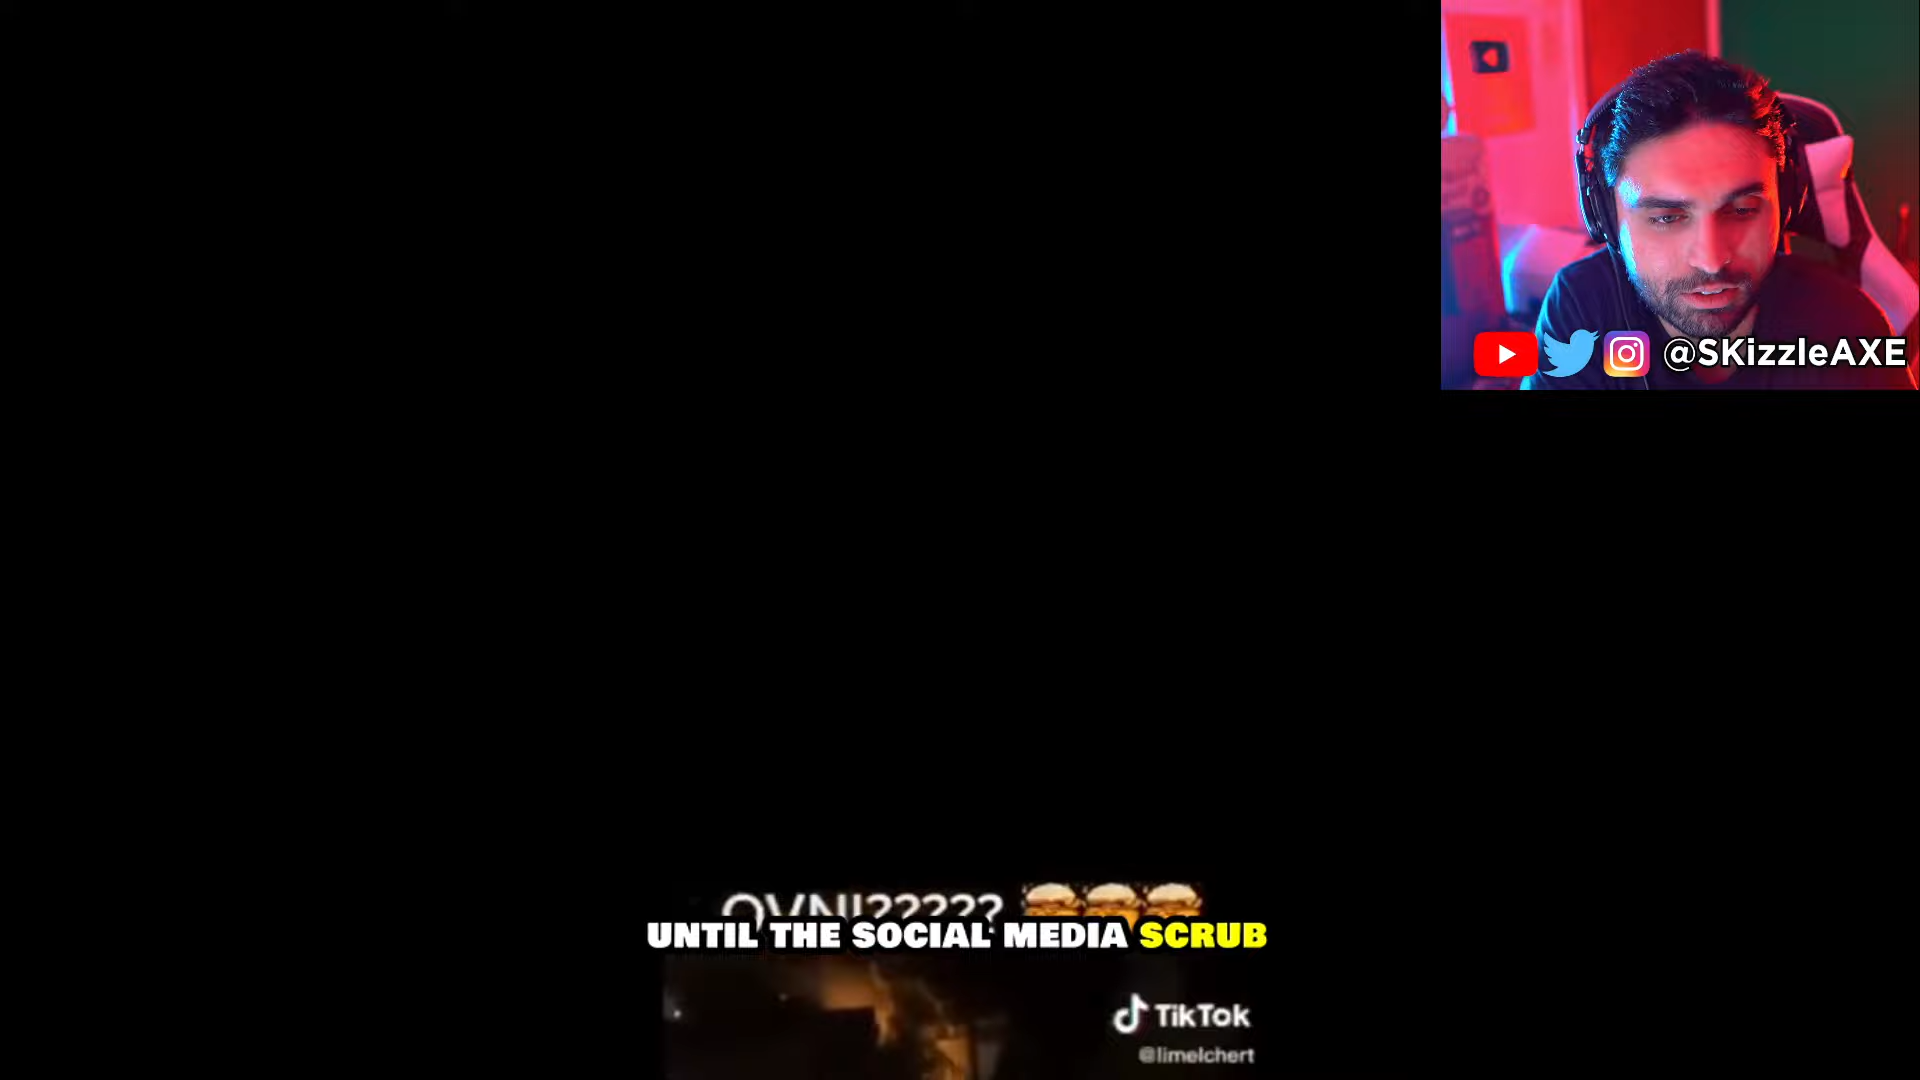 @SKizzleAXE
OVNI?????
UNTIL THE SOCIAL MEDIA SCRUB
TikTok
@limelchert